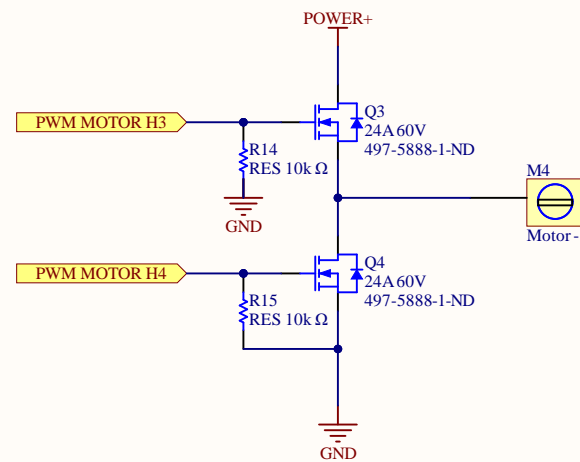 POWER+
PWM MOTOR H3
Q3
24A 60V
497-5888-1-ND
R14
RES 10k Ω
GND
M4
Motor -
PWM MOTOR H4
Q4
24A 60V
497-5888-1-ND
R15
RES 10k Ω
GND